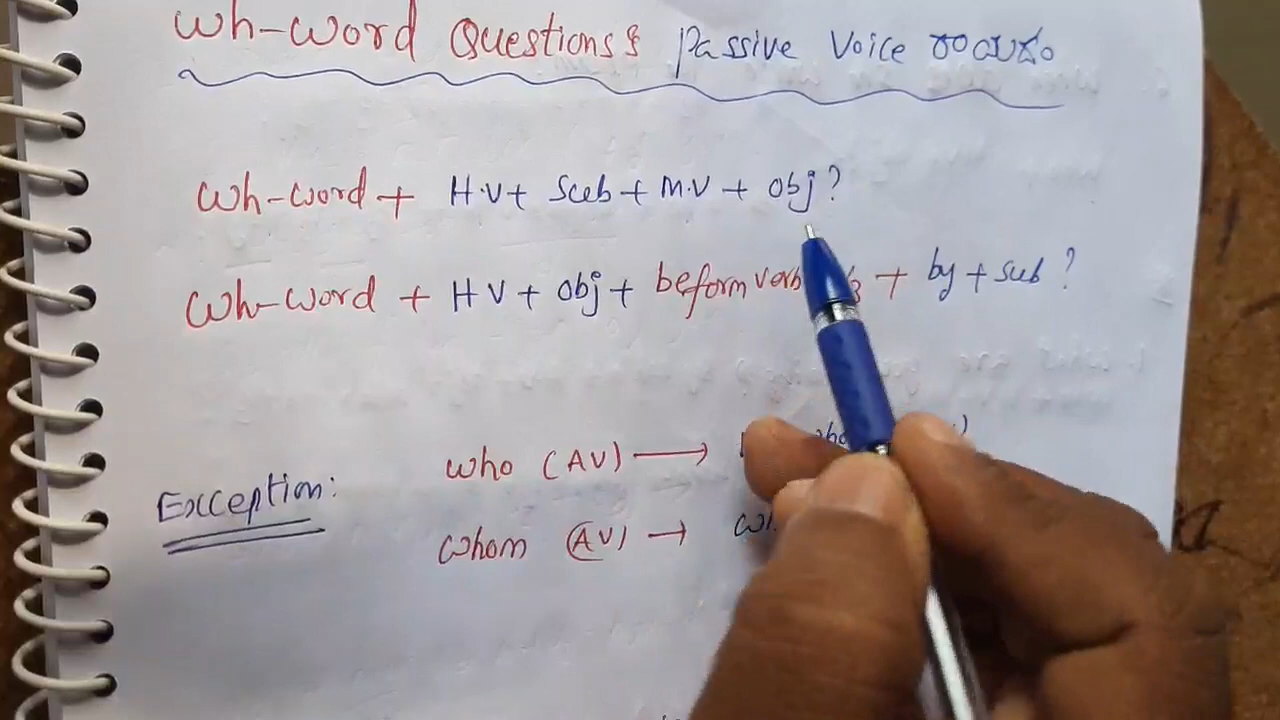 Wh-word Questions & Passive Voice రాయడం
Wh-word + H.V + Sub + M.V + obj?
Wh-word + H V + obj + beform verb + by + sub?
who (AV) →
Exception:
whom (AV) →